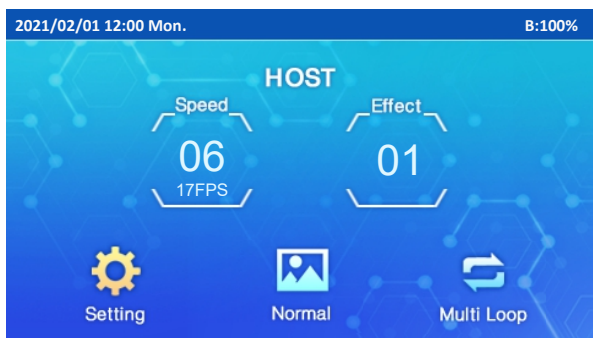 2021/02/01 12:00 Mon. B:100%
HOST
Speed Effect
06 01
17FPS
Setting Normal Multi Loop